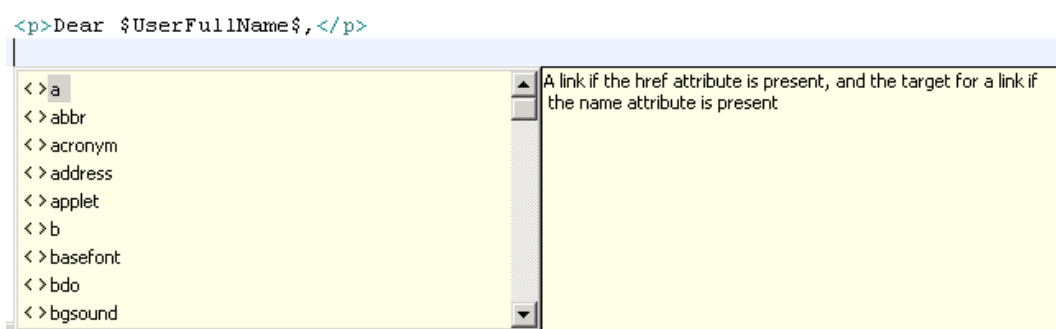 <p>Dear $UserFullName$,</p>
<>a
<>abbr
<>acronym
<>address
<>applet
<>b
<>basefont
<>bdo
<>bgsound
A link if the href attribute is present, and the target for a link if
the name attribute is present